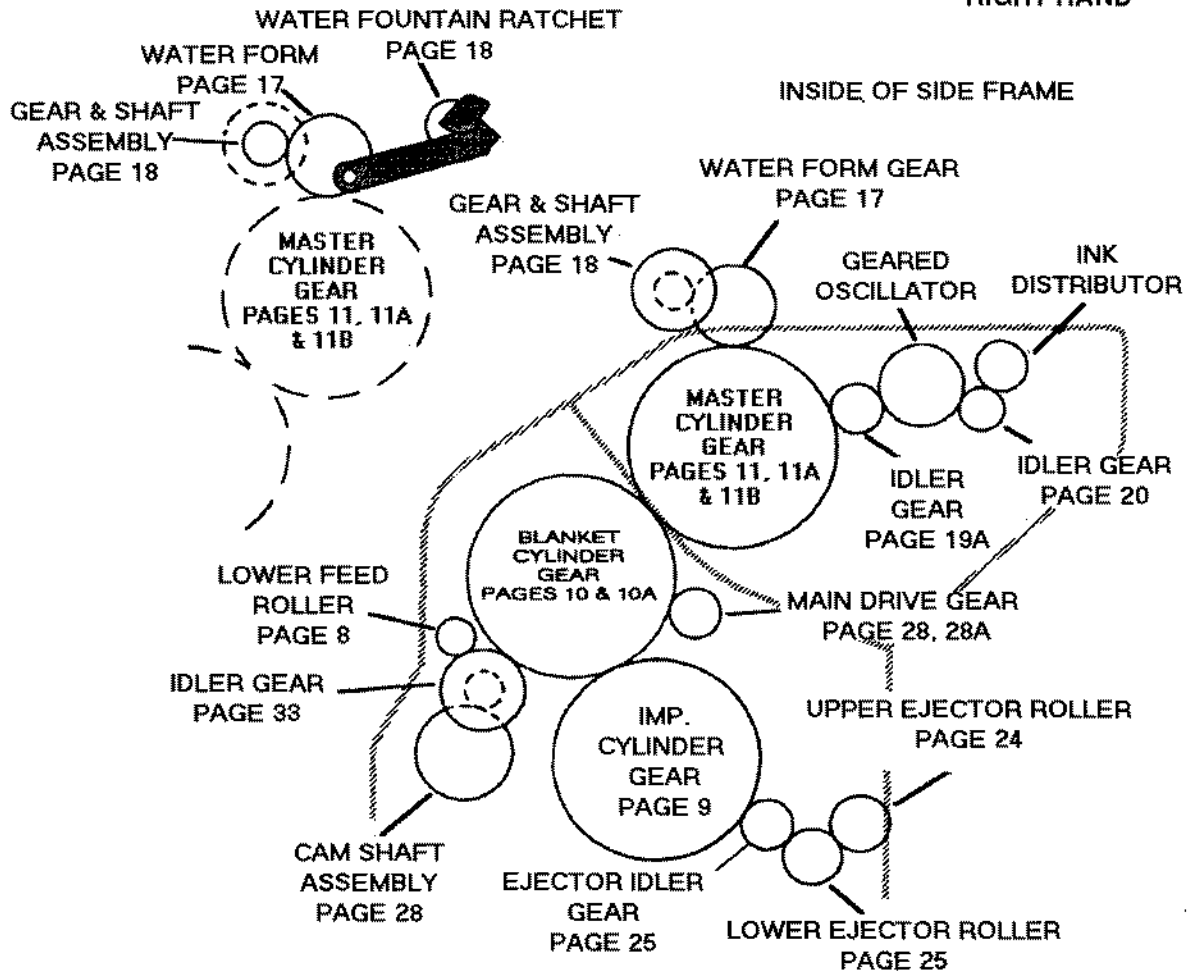 RIGHT HAND
WATER FOUNTAIN RATCHET
PAGE 18
WATER FORM
PAGE 17
GEAR & SHAFT
ASSEMBLY
PAGE 18
INSIDE OF SIDE FRAME
MASTER
CYLINDER
GEAR
PAGES 11, 11A
& 11B
WATER FORM GEAR
PAGE 17
GEAR & SHAFT
ASSEMBLY
PAGE 18
GEARED
OSCILLATOR
INK
DISTRIBUTOR
MASTER
CYLINDER
GEAR
PAGES 11, 11A
& 11B
IDLER
GEAR
PAGE 19A
IDLER GEAR
PAGE 20
BLANKET
CYLINDER
GEAR
PAGES 10 & 10A
LOWER FEED
ROLLER
PAGE 8
MAIN DRIVE GEAR
PAGE 28, 28A
IDLER GEAR
PAGE 33
IMP.
CYLINDER
GEAR
PAGE 9
UPPER EJECTOR ROLLER
PAGE 24
CAM SHAFT
ASSEMBLY
PAGE 28
EJECTOR IDLER
GEAR
PAGE 25
LOWER EJECTOR ROLLER
PAGE 25